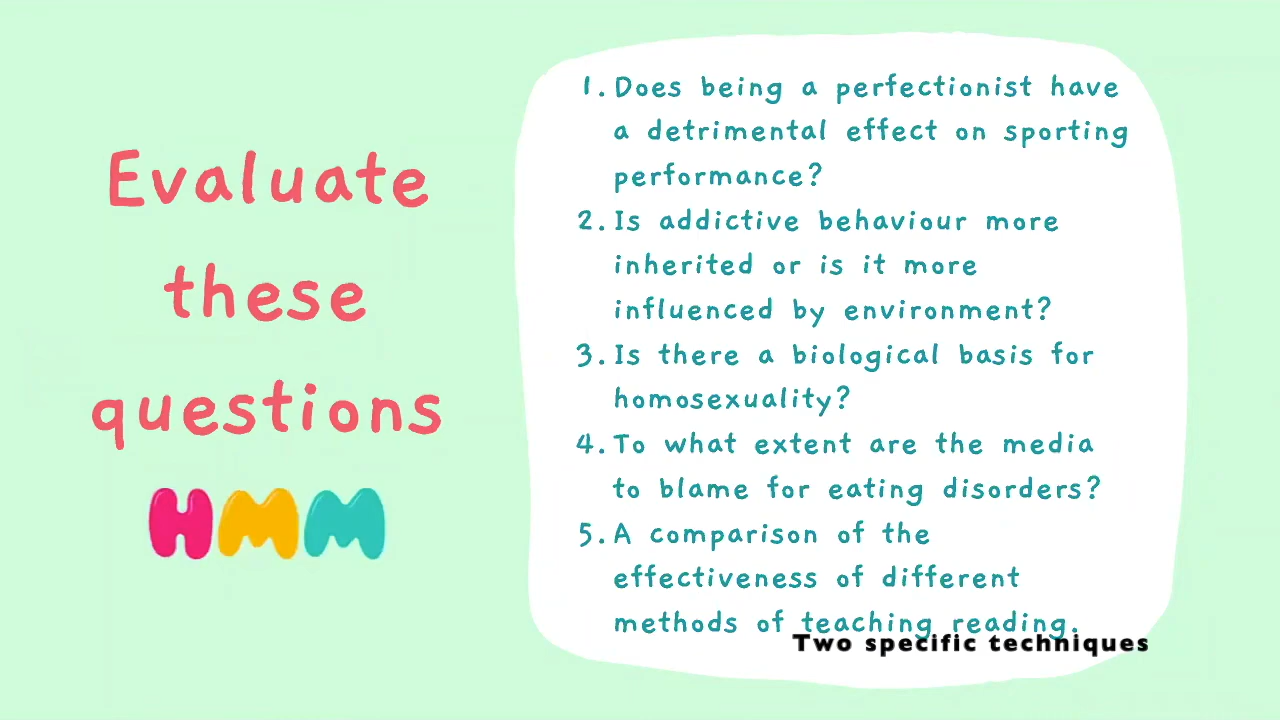 Evaluate
these
questions
HMM
1. Does being a perfectionist have
a detrimental effect on sporting
performance?
2. Is addictive behaviour more
inherited or is it more
influenced by environment?
3. Is there a biological basis for
homosexuality?
4. To what extent are the media
to blame for eating disorders?
5. A comparison of the
effectiveness of different
methods of teaching reading.
Two specific techniques